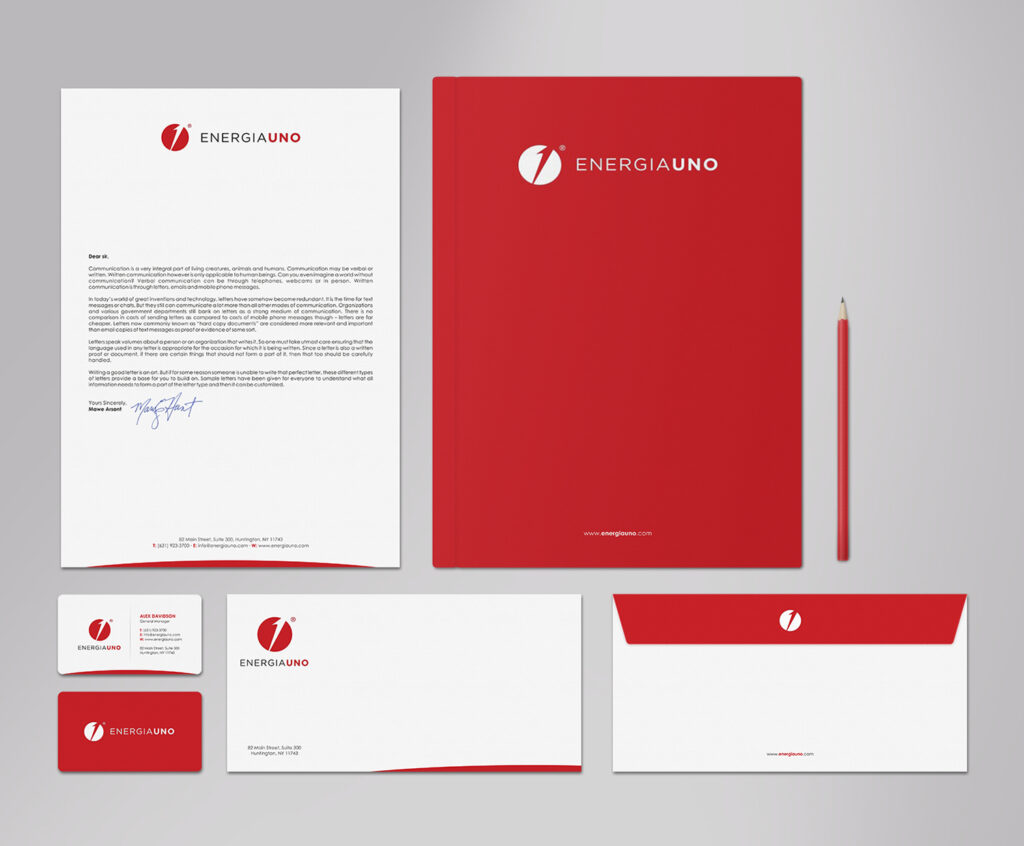 ENERGIAUNO
Dear sir,
Communication is a very integral part of living creatures, animals and humans. Communication may be verbal or
written. Written communication however is only applicable to human beings. Can you even imagine a world without
communication? Verbal communication can be through telephones, webcams or in person. Written
communication is through letters, emails and mobile phone messages.
In today's world of great inventions and technology, letters have somehow become redundant. It is the time for text
messages or chats. But they still can communicate a lot more than all other modes of communication. Organizations
and various government departments still bank on letters as a strong medium of communication. There is no
comparison in costs of sending letters as compared to costs of mobile phone messages though – letters are far
cheaper. Letters now commonly known as "hard copy documents" are considered more relevant and important
than email copies of text messages as proof or evidence of some sort.
Letters speak volumes about a person or an organization that writes it. So one must take utmost care ensuring that the
language used in any letter is appropriate for the occasion for which it is being written. Since a letter is also a written
proof or document, if there are certain things that should not form a part of it, then that too should be carefully
handled.
Writing a good letter is an art. But if for some reason someone is unable to write that perfect letter, these different types
of letters provide a base for you to build on. Sample letters have been given for everyone to understand what all
information needs to form a part of the letter type and then it can be customized.
Yours Sincerely,
Mawe Arsant
82 Main Street, Suite 300, Huntington, NY 11743
T: (631) 923-3700 - E: info@energiauno.com - W: www.energiauno.com
1® ENERGIAUNO
www.energiauno.com
1® ENERGIAUNO
ALEX DAVIDSON
General Manager
T: (631) 923-3700
E: info@energiauno.com
W: www.energiauno.com
82 Main Street, Suite 300
Huntington, NY 11743
1® ENERGIAUNO
1® ENERGIAUNO
82 Main Street, Suite 300
Huntington, NY 11743
1
www.energiauno.com